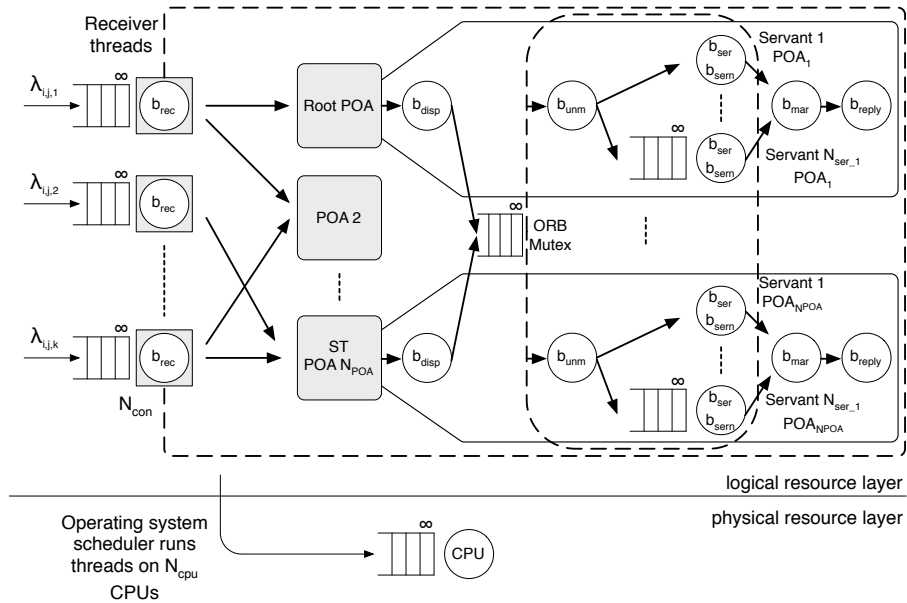 Receiver
threads
λi,j,1
∞
brec
Root POA
bdisp
bunm
bser
bsern
Servant 1
POA1
bmar
breply
∞
bser
bsern
Servant Nser_1
POA1
λi,j,2
∞
brec
POA 2
∞
ORB
Mutex
λi,j,k
∞
brec
Ncon
ST
POA NPOA
bdisp
bunm
bser
bsern
Servant 1
POANPOA
bmar
breply
∞
bser
bsern
Servant Nser_1
POANPOA
logical resource layer
physical resource layer
Operating system
scheduler runs
threads on Ncpu
CPUs
∞
CPU